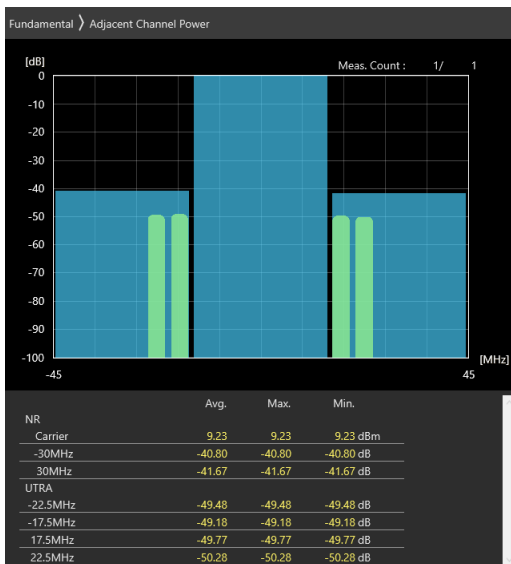 Fundamental 〉 Adjacent Channel Power
[dB] Meas. Count : 1/ 1
0
-10
-20
-30
-40
-50
-60
-70
-80
-90
-100
[MHz]
-45 45
Avg. Max. Min.
NR
Carrier 9.23 9.23 9.23 dBm
-30MHz -40.80 -40.80 -40.80 dB
30MHz -41.67 -41.67 -41.67 dB
UTRA
-22.5MHz -49.48 -49.48 -49.48 dB
-17.5MHz -49.18 -49.18 -49.18 dB
17.5MHz -49.77 -49.77 -49.77 dB
22.5MHz -50.28 -50.28 -50.28 dB